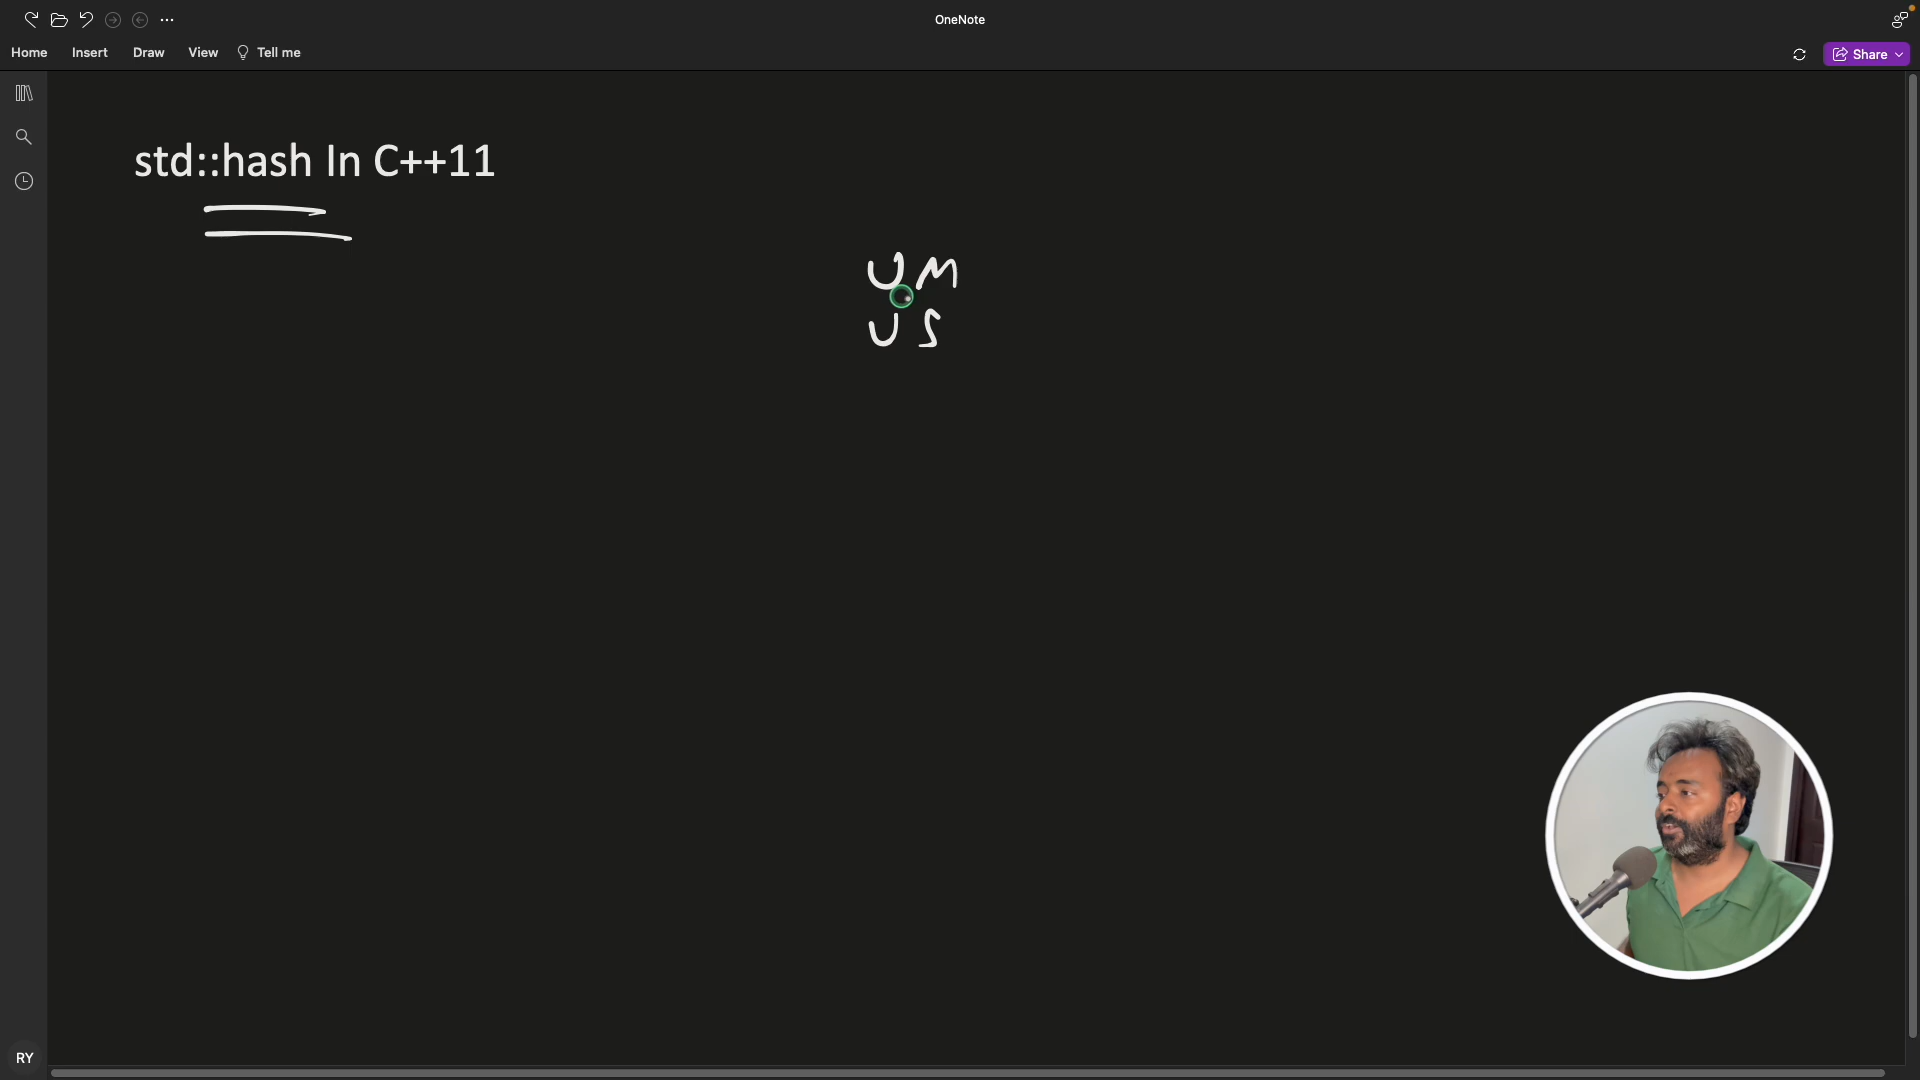 OneNote
Home Insert Draw View Tell me
Share
std::hash In C++11
UM
US
RY